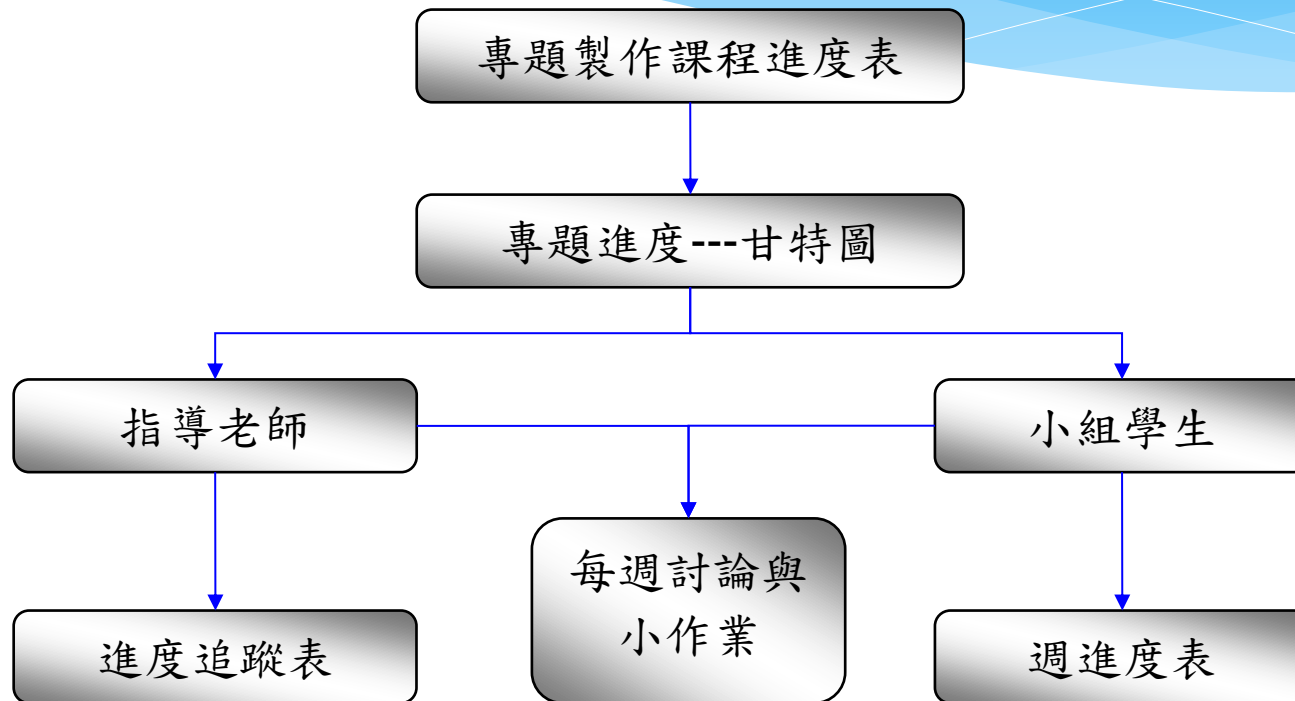 專題製作課程進度表
專題進度---甘特圖
指導老師
小組學生
每週討論與
小作業
進度追蹤表
週進度表